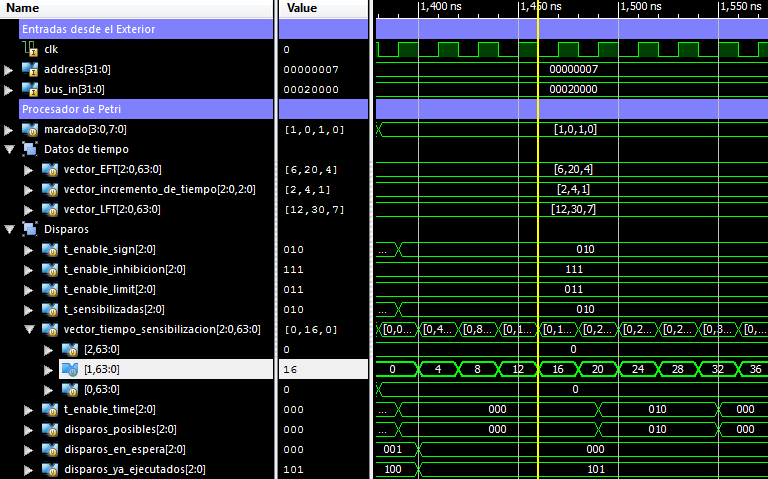 Name Value 1,400 ns 1,450 ns 1,500 ns 1,550 ns
Entradas desde el Exterior
clk 0
address[31:0] 00000007 00000007
bus_in[31:0] 00020000 00020000
Procesador de Petri
marcado[3:0,7:0] [1,0,1,0] [1,0,1,0]
Datos de tiempo
vector_EFT[2:0,63:0] [6,20,4] [6,20,4]
vector_incremento_de_tiempo[2:0,2:0] [2,4,1] [2,4,1]
vector_LFT[2:0,63:0] [12,30,7] [12,30,7]
Disparos
t_enable_sign[2:0] 010 ... 010
t_enable_inhibicion[2:0] 111 111
t_enable_limit[2:0] 011 011
t_sensibilizadas[2:0] 010 ... 010
vector_tiempo_sensibilizacion[2:0,63:0] [0,16,0] [0,0... [0,4... [0,8... [0,1... [0,1... [0,2... [0,2... [0,2... [0,3... [0,...
[2,63:0] 0 0
[1,63:0] 16 0 4 8 12 16 20 24 28 32 36
[0,63:0] 0 0
t_enable_time[2:0] 000 ... 000 010 000
disparos_posibles[2:0] 000 ... 000 010 000
disparos_en_espera[2:0] 000 001 000
disparos_ya_ejecutados[2:0] 101 100 101